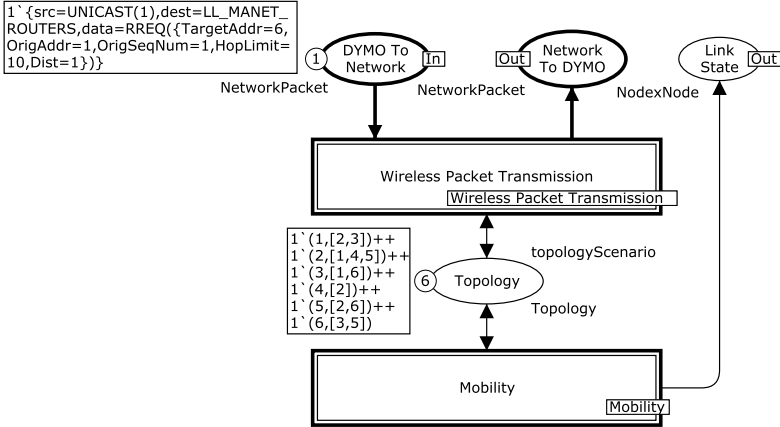 1`{src=UNICAST(1),dest=LL_MANET_
ROUTERS,data=RREQ({TargetAddr=6,
OrigAddr=1,OrigSeqNum=1,HopLimit=
10,Dist=1})}
1
DYMO To
Network
In
NetworkPacket
Out
Network
To DYMO
NetworkPacket
Link
State
Out
NodexNode
Wireless Packet Transmission
Wireless Packet Transmission
1`(1,[2,3])++
1`(2,[1,4,5])++
1`(3,[1,6])++
1`(4,[2])++
1`(5,[2,6])++
1`(6,[3,5])
6
Topology
topologyScenario
Topology
Mobility
Mobility